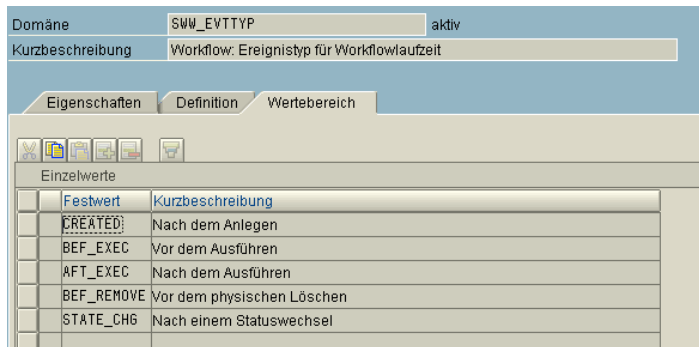 Domäne SWW_EVTTYP aktiv
Kurzbeschreibung Workflow: Ereignistyp für Workflowlaufzeit
Eigenschaften Definition Wertebereich
Einzelwerte
Festwert Kurzbeschreibung
CREATED Nach dem Anlegen
BEF_EXEC Vor dem Ausführen
AFT_EXEC Nach dem Ausführen
BEF_REMOVE Vor dem physischen Löschen
STATE_CHG Nach einem Statuswechsel